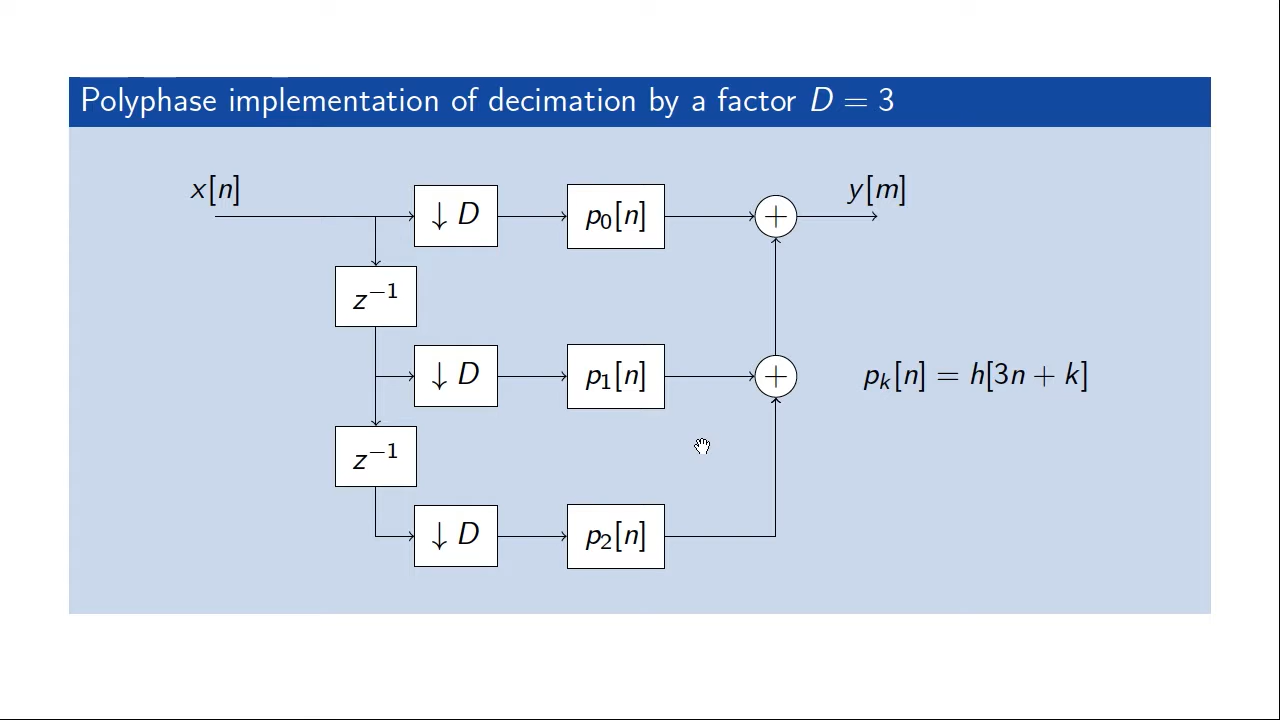 Polyphase implementation of decimation by a factor D = 3
x[n]
↓ D
p₀[n]
+
y[m]
z⁻¹
↓ D
p₁[n]
+
pₖ[n] = h[3n + k]
z⁻¹
↓ D
p₂[n]